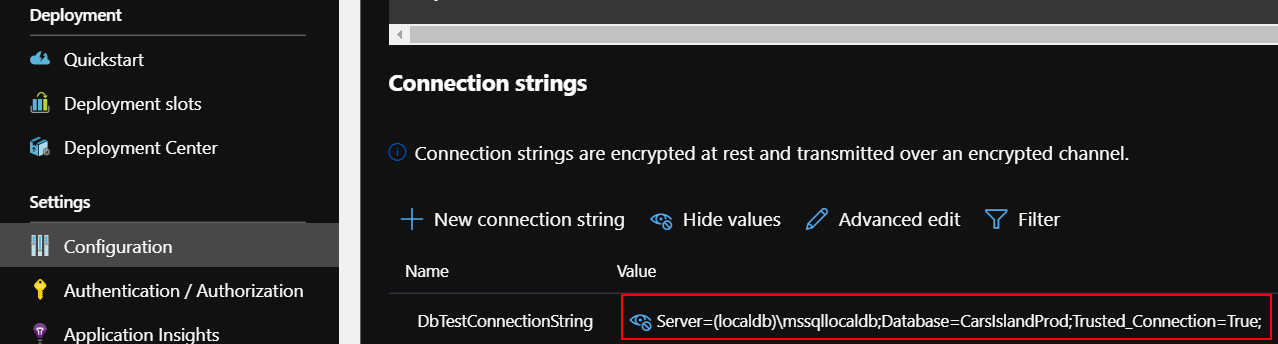 Deployment
Quickstart
Deployment slots
Deployment Center
Settings
Configuration
Authentication / Authorization
Application Insights
Connection strings
Connection strings are encrypted at rest and transmitted over an encrypted channel.
New connection string Hide values Advanced edit Filter
Name Value
DbTestConnectionString Server=(localdb)\mssqllocaldb;Database=CarsIslandProd;Trusted_Connection=True;